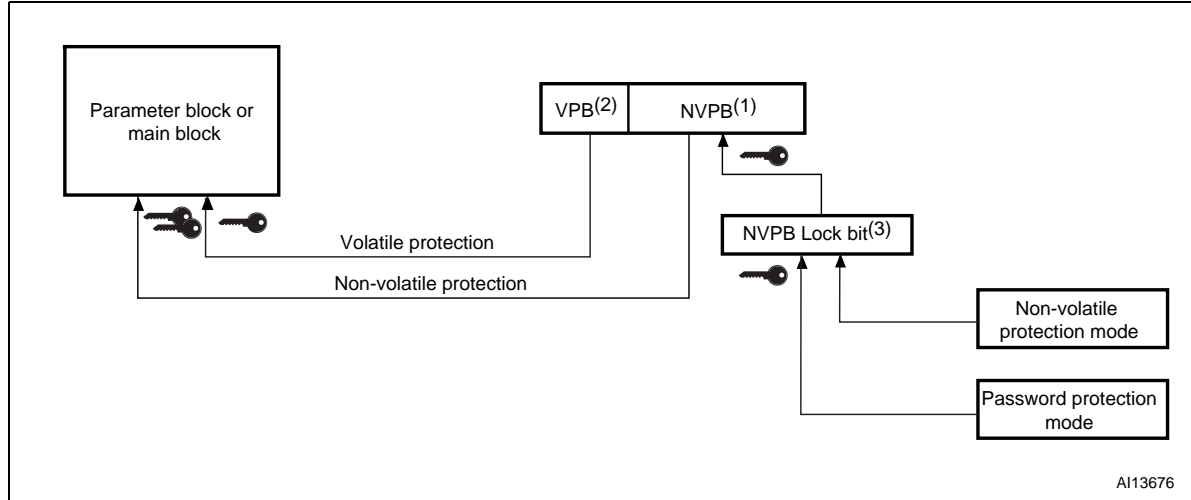 Parameter block or
main block
VPB(2)
NVPB(1)
NVPB Lock bit(3)
Volatile protection
Non-volatile protection
Non-volatile
protection mode
Password protection
mode
AI13676